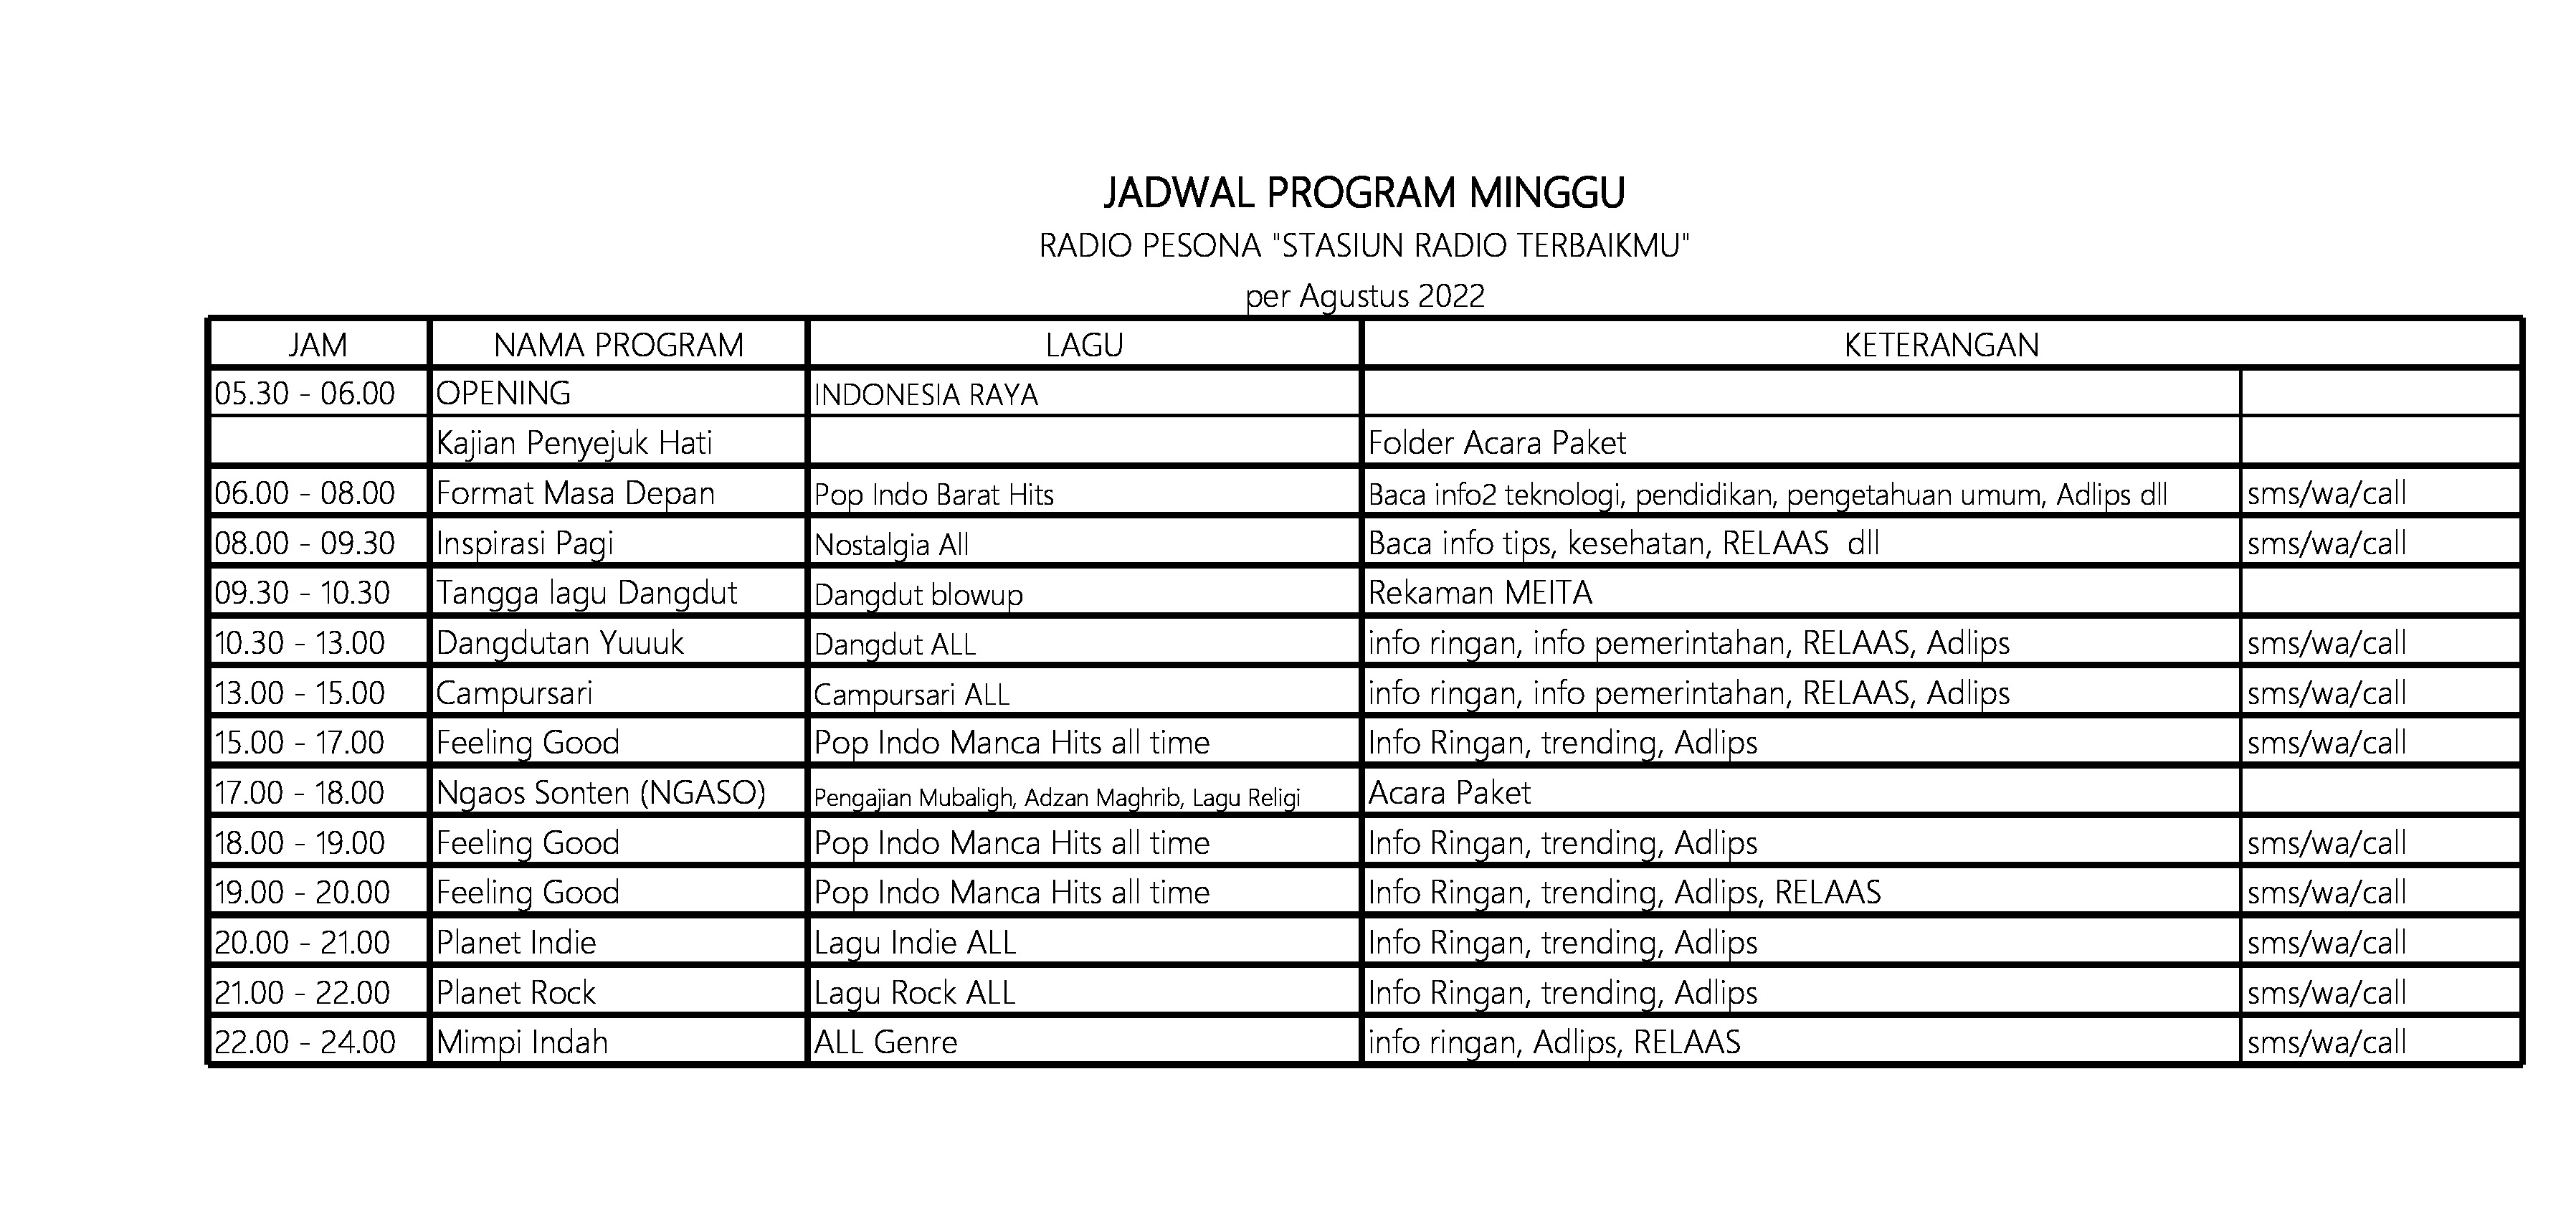 JADWAL PROGRAM MINGGU
RADIO PESONA "STASIUN RADIO TERBAIKMU"
per Agustus 2022
JAM NAMA PROGRAM LAGU KETERANGAN
05.30 - 06.00 OPENING INDONESIA RAYA
Kajian Penyejuk Hati Folder Acara Paket
06.00 - 08.00 Format Masa Depan Pop Indo Barat Hits Baca info2 teknologi, pendidikan, pengetahuan umum, Adlips dll sms/wa/call
08.00 - 09.30 Inspirasi Pagi Nostalgia All Baca info tips, kesehatan, RELAAS  dll sms/wa/call
09.30 - 10.30 Tangga lagu Dangdut Dangdut blowup Rekaman MEITA
10.30 - 13.00 Dangdutan Yuuuk Dangdut ALL info ringan, info pemerintahan, RELAAS, Adlips sms/wa/call
13.00 - 15.00 Campursari Campursari ALL info ringan, info pemerintahan, RELAAS, Adlips sms/wa/call
15.00 - 17.00 Feeling Good Pop Indo Manca Hits all time Info Ringan, trending, Adlips sms/wa/call
17.00 - 18.00 Ngaos Sonten (NGASO) Pengajian Mubaligh, Adzan Maghrib, Lagu Religi Acara Paket
18.00 - 19.00 Feeling Good Pop Indo Manca Hits all time Info Ringan, trending, Adlips sms/wa/call
19.00 - 20.00 Feeling Good Pop Indo Manca Hits all time Info Ringan, trending, Adlips, RELAAS sms/wa/call
20.00 - 21.00 Planet Indie Lagu Indie ALL Info Ringan, trending, Adlips sms/wa/call
21.00 - 22.00 Planet Rock Lagu Rock ALL Info Ringan, trending, Adlips sms/wa/call
22.00 - 24.00 Mimpi Indah ALL Genre info ringan, Adlips, RELAAS sms/wa/call